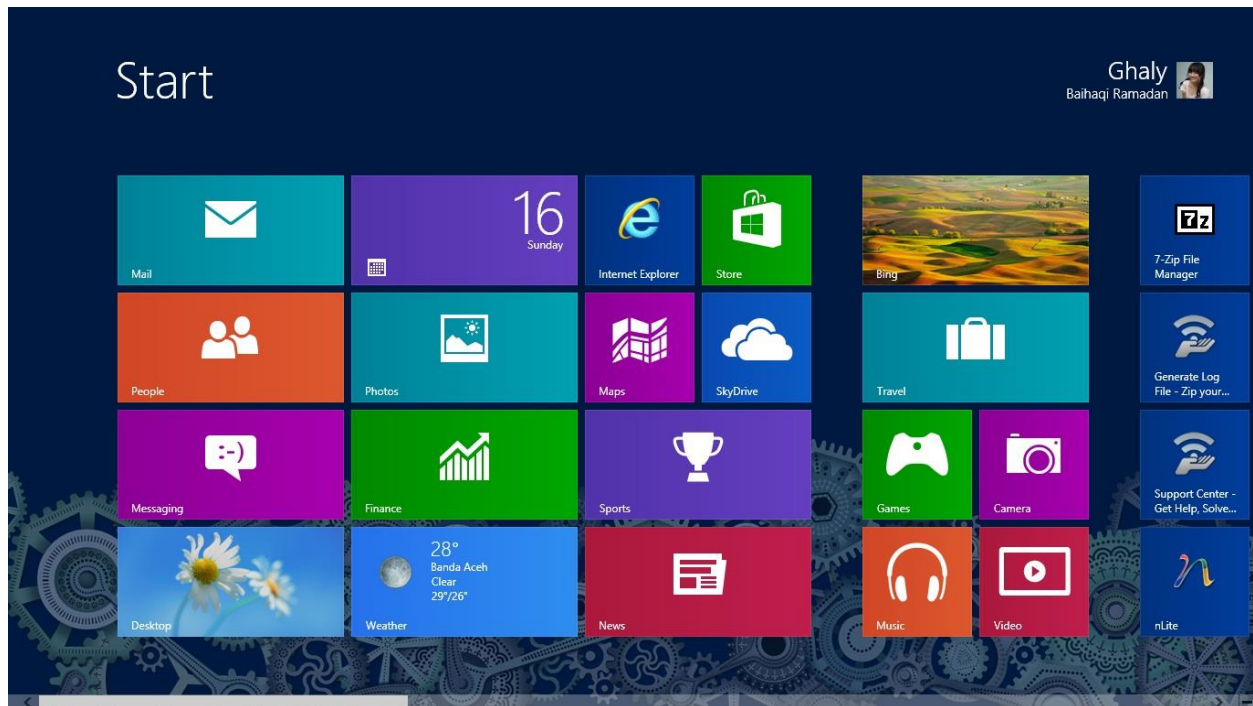 Start
Ghaly
Baihaqi Ramadan
Mail
16
Sunday
Internet Explorer
Store
Bing
7z
7-Zip File
Manager
People
Photos
Maps
SkyDrive
Travel
Generate Log
File - Zip your...
Messaging
:-)
Finance
Sports
Games
Camera
Support Center -
Get Help, Solve...
Desktop
28°
Banda Aceh
Clear
29°/26°
Weather
News
Music
Video
nLite